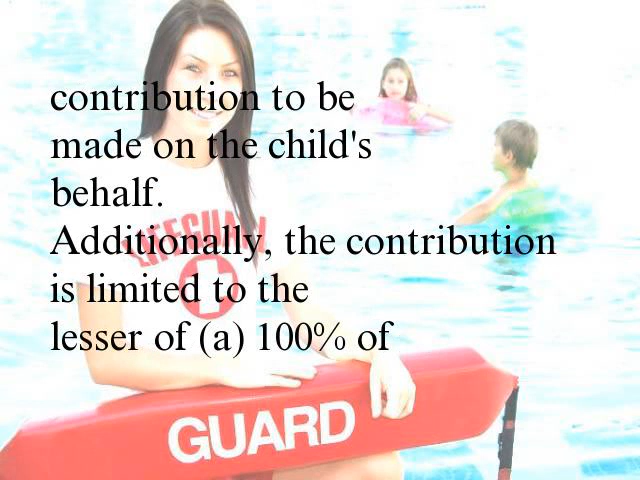 contribution to be
made on the child's
behalf.
Additionally, the contribution
is limited to the
lesser of (a) 100% of
LIFEGUARD
GUARD